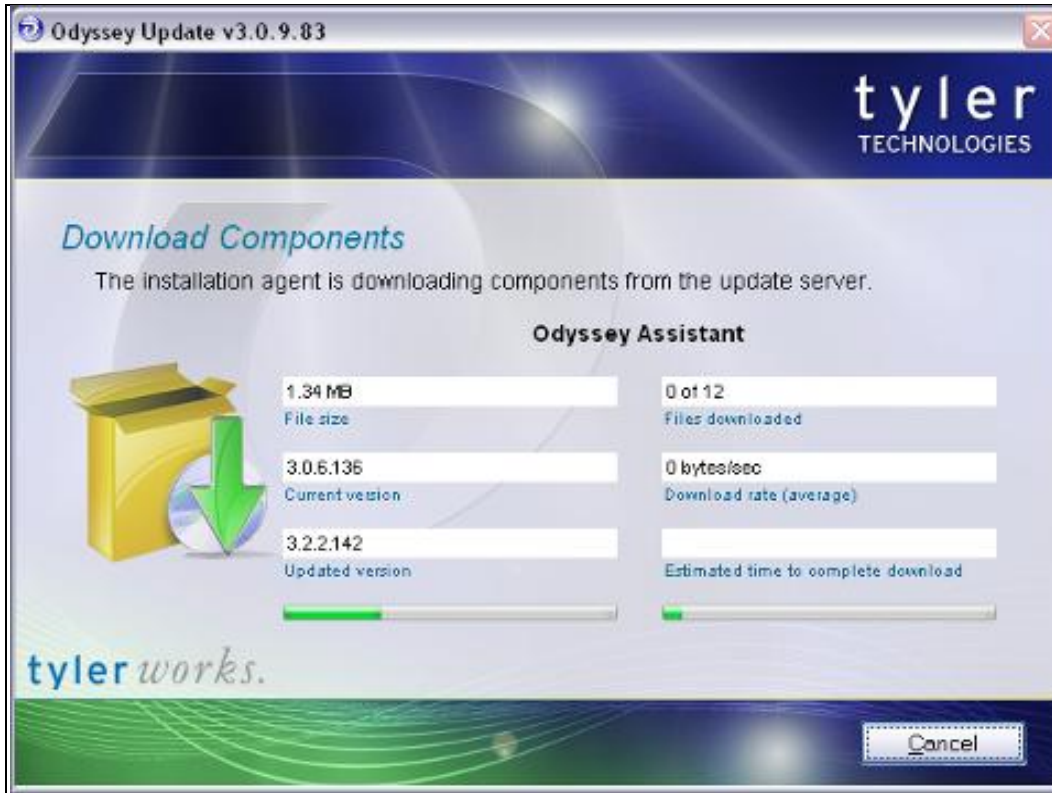 Odyssey Update v3.0.9.83
tyler
TECHNOLOGIES
Download Components
The installation agent is downloading components from the update server.
Odyssey Assistant
1.34 MB
File size
0 of 12
Files downloaded
3.0.6.136
Current version
0 bytes/sec
Download rate (average)
3.2.2.142
Updated version
Estimated time to complete download
tyler works.
Cancel